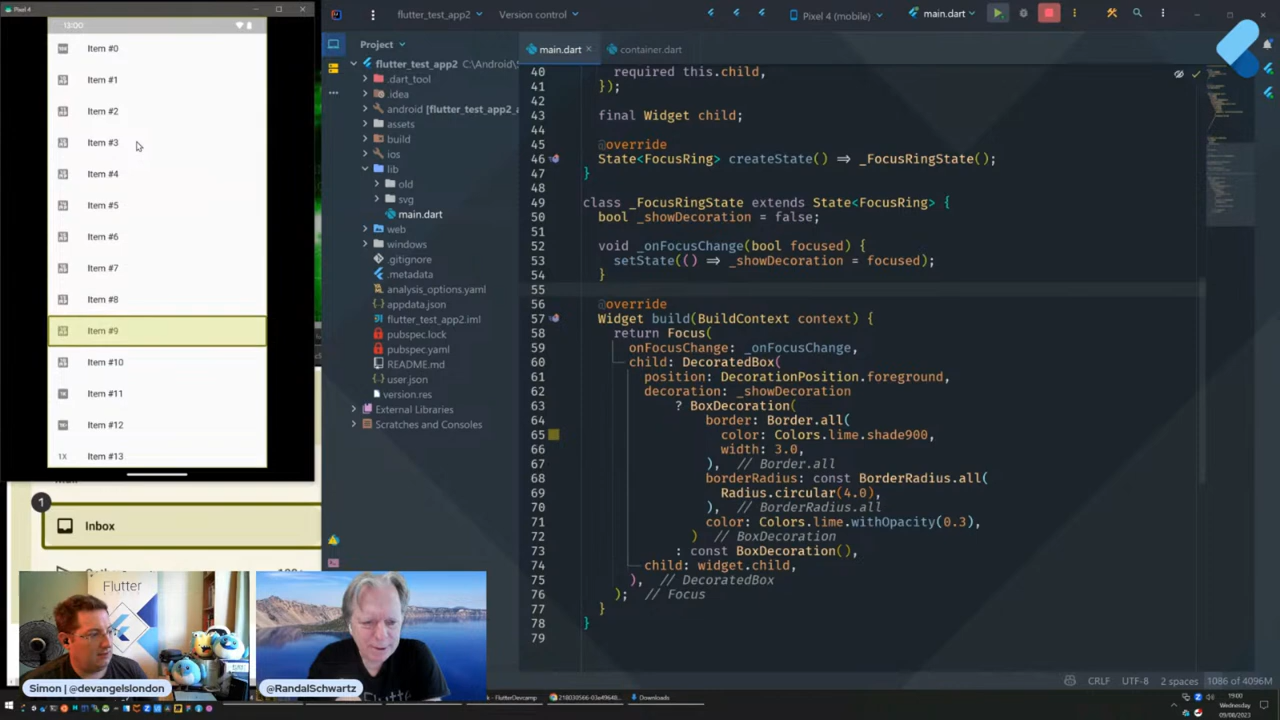 Pixel 4
13:00
Item #0
Item #1
Item #2
Item #3
Item #4
Item #5
Item #6
Item #7
Item #8
Item #9
Item #10
Item #11
Item #12
1X Item #13
1
Inbox
Flutter
Simon | @devangelslondon
@RandalSchwartz
flutter_test_app2
Version control
Pixel 4 (mobile)
main.dart
Project
flutter_test_app2 C:\Android\S
.dart_tool
.idea
android [flutter_test_app2_a
assets
build
ios
lib
old
svg
main.dart
web
windows
.gitignore
.metadata
analysis_options.yaml
appdata.json
flutter_test_app2.iml
pubspec.lock
pubspec.yaml
README.md
user.json
version.res
External Libraries
Scratches and Consoles
main.dart
container.dart
40 required this.child,
41 });
42
43 final Widget child;
44
45 @override
46 State<FocusRing> createState() => _FocusRingState();
47 }
48
49 class _FocusRingState extends State<FocusRing> {
50 bool _showDecoration = false;
51
52 void _onFocusChange(bool focused) {
53 setState(() => _showDecoration = focused);
54 }
55
56 @override
57 Widget build(BuildContext context) {
58 return Focus(
59 onFocusChange: _onFocusChange,
60 child: DecoratedBox(
61 position: DecorationPosition.foreground,
62 decoration: _showDecoration
63 ? BoxDecoration(
64 border: Border.all(
65 color: Colors.lime.shade900,
66 width: 3.0,
67 ), // Border.all
68 borderRadius: const BorderRadius.all(
69 Radius.circular(4.0),
70 ), // BorderRadius.all
71 color: Colors.lime.withOpacity(0.3),
72 ) // BoxDecoration
73 : const BoxDecoration(),
74 child: widget.child,
75 ), // DecoratedBox
76 ); // Focus
77 }
78 }
79
CRLF UTF-8 2 spaces 1086 of 4096M
FlutterDevcamp
Downloads
19:00
Wednesday
09/08/2023